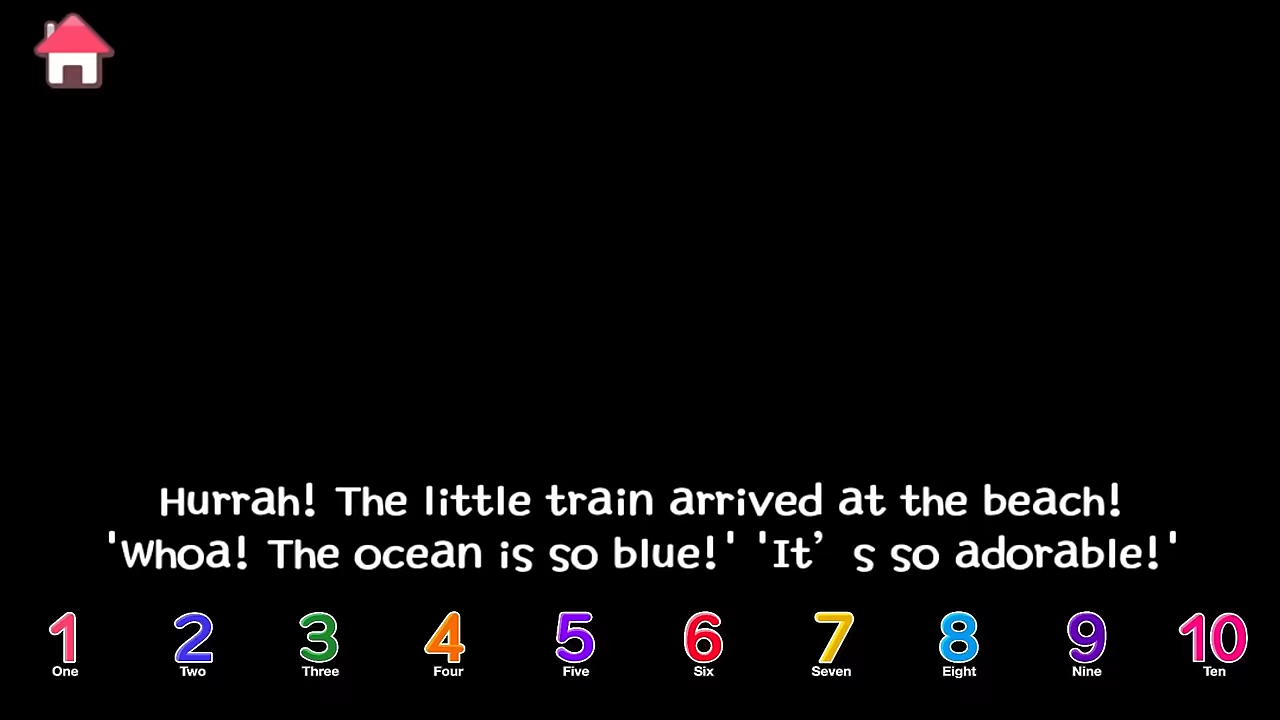 Hurrah! The little train arrived at the beach!
'Whoa! The ocean is so blue!' 'It’s so adorable!'
1 2 3 4 5 6 7 8 9 10
One Two Three Four Five Six Seven Eight Nine Ten